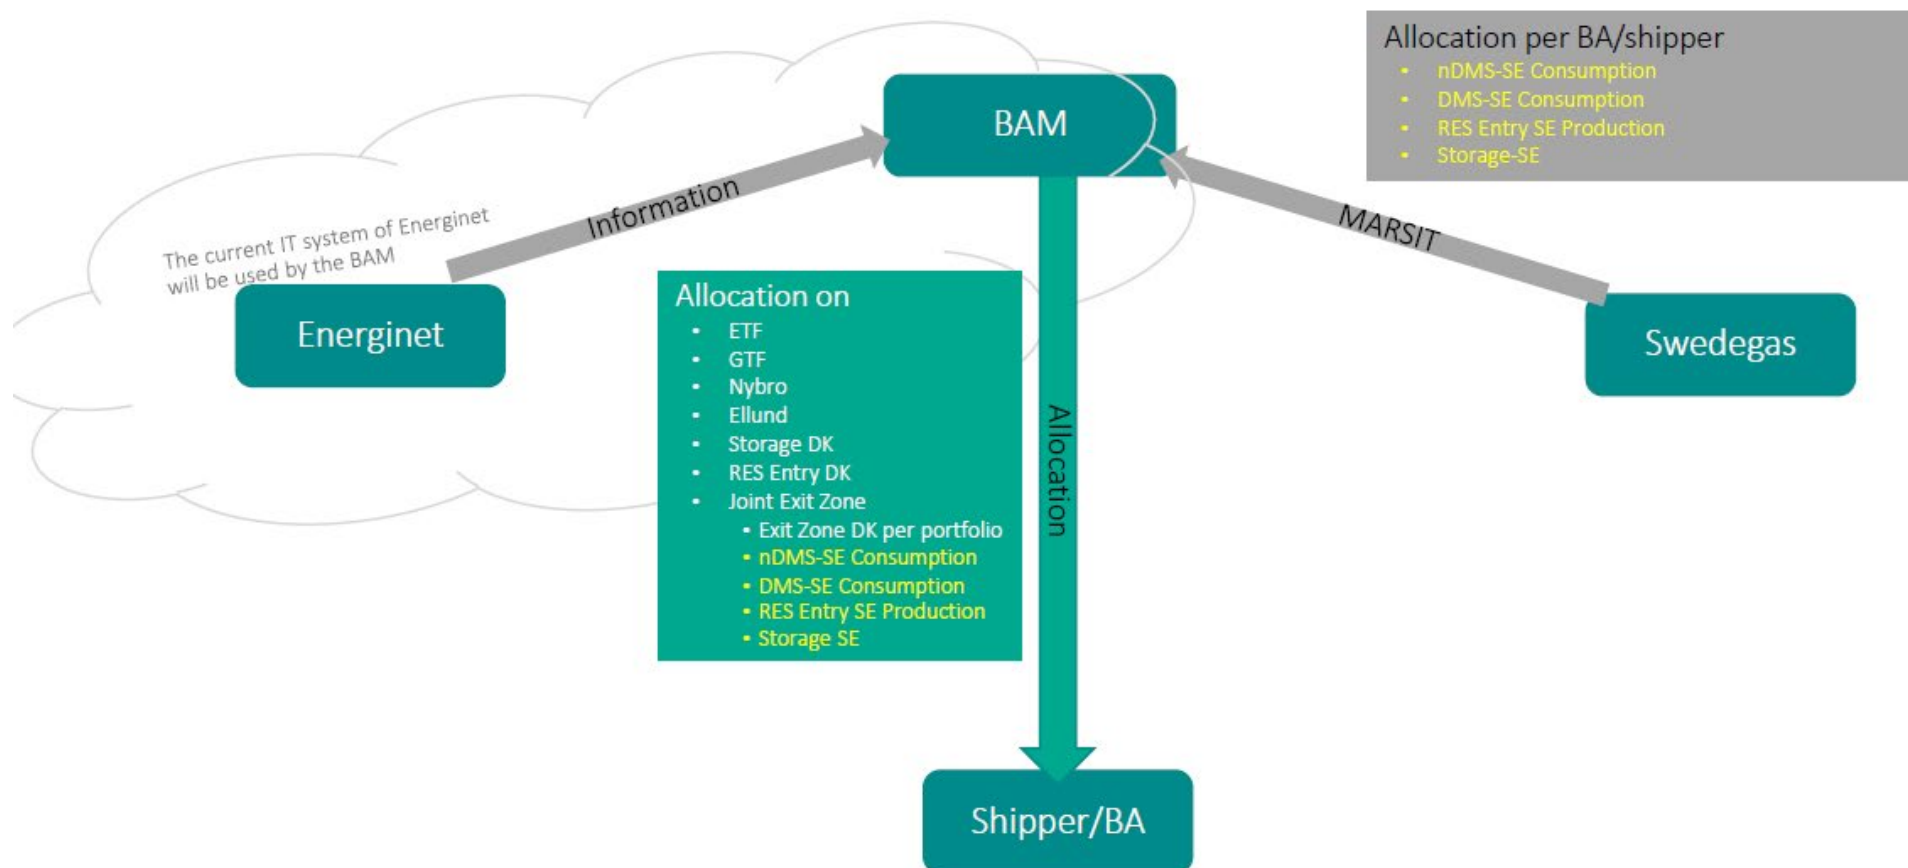 Allocation per BA/shipper
• nDMS-SE Consumption
• DMS-SE Consumption
• RES Entry SE Production
• Storage-SE
BAM
Information
MARSIT
The current IT system of Energinet
will be used by the BAM
Energinet
Swedegas
Allocation on
• ETF
• GTF
• Nybro
• Ellund
• Storage DK
• RES Entry DK
• Joint Exit Zone
• Exit Zone DK per portfolio
• nDMS-SE Consumption
• DMS-SE Consumption
• RES Entry SE Production
• Storage SE
Allocation
Shipper/BA